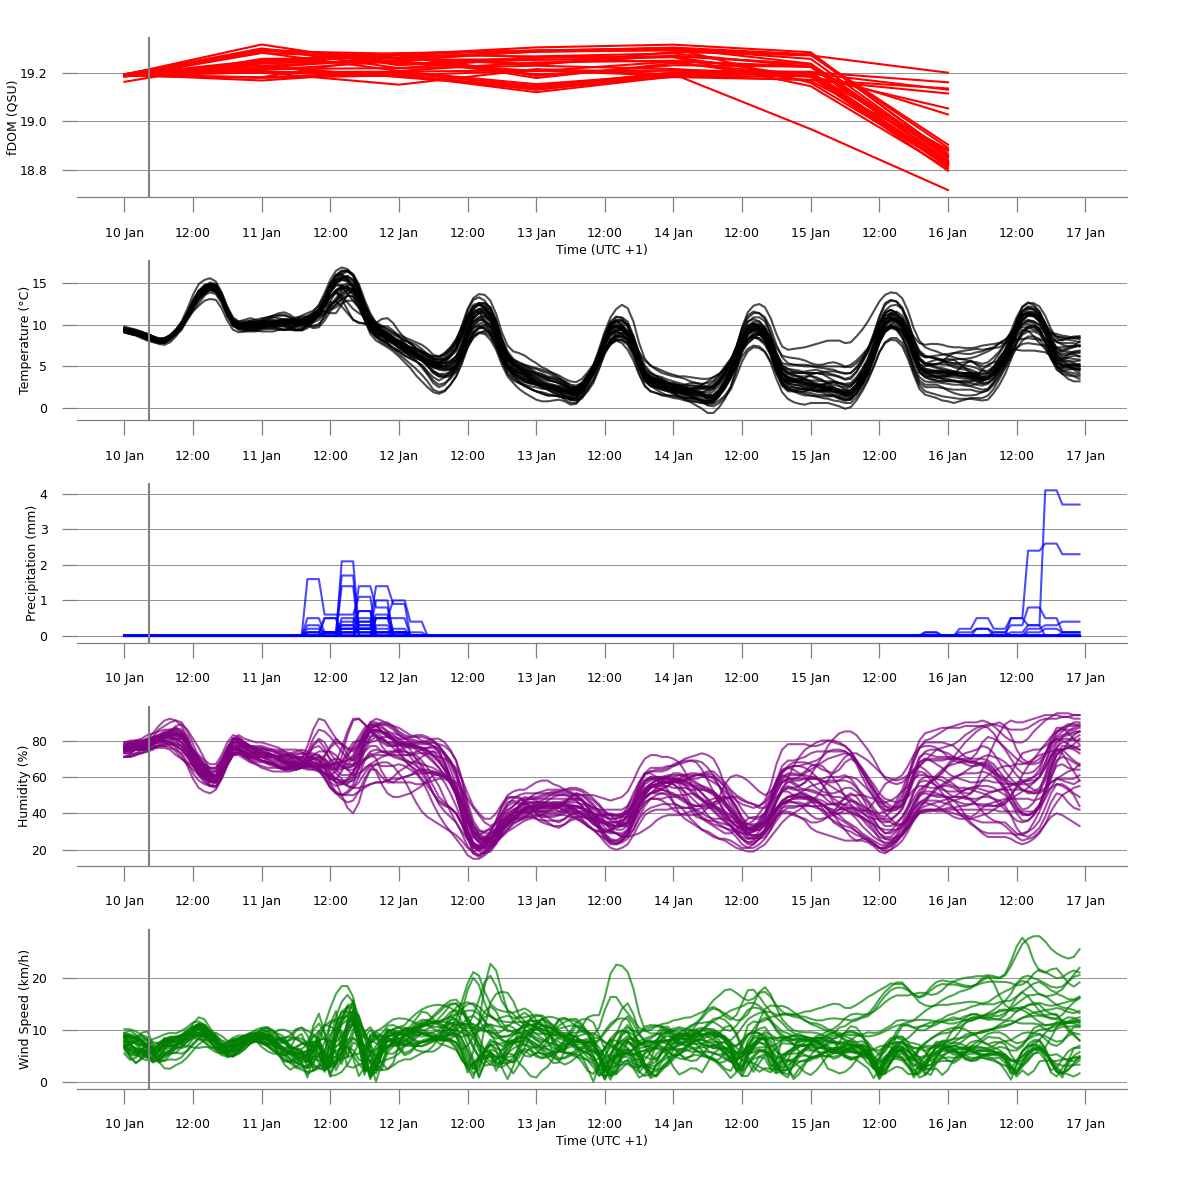 fDOM (QSU)
19.2
19.0
18.8
10 Jan 12:00 11 Jan 12:00 12 Jan 12:00 13 Jan 12:00 14 Jan 12:00 15 Jan 12:00 16 Jan 12:00 17 Jan
Time (UTC +1)
Temperature (°C)
15
10
5
0
10 Jan 12:00 11 Jan 12:00 12 Jan 12:00 13 Jan 12:00 14 Jan 12:00 15 Jan 12:00 16 Jan 12:00 17 Jan
Precipitation (mm)
4
3
2
1
0
10 Jan 12:00 11 Jan 12:00 12 Jan 12:00 13 Jan 12:00 14 Jan 12:00 15 Jan 12:00 16 Jan 12:00 17 Jan
Humidity (%)
80
60
40
20
10 Jan 12:00 11 Jan 12:00 12 Jan 12:00 13 Jan 12:00 14 Jan 12:00 15 Jan 12:00 16 Jan 12:00 17 Jan
Wind Speed (km/h)
20
10
0
10 Jan 12:00 11 Jan 12:00 12 Jan 12:00 13 Jan 12:00 14 Jan 12:00 15 Jan 12:00 16 Jan 12:00 17 Jan
Time (UTC +1)